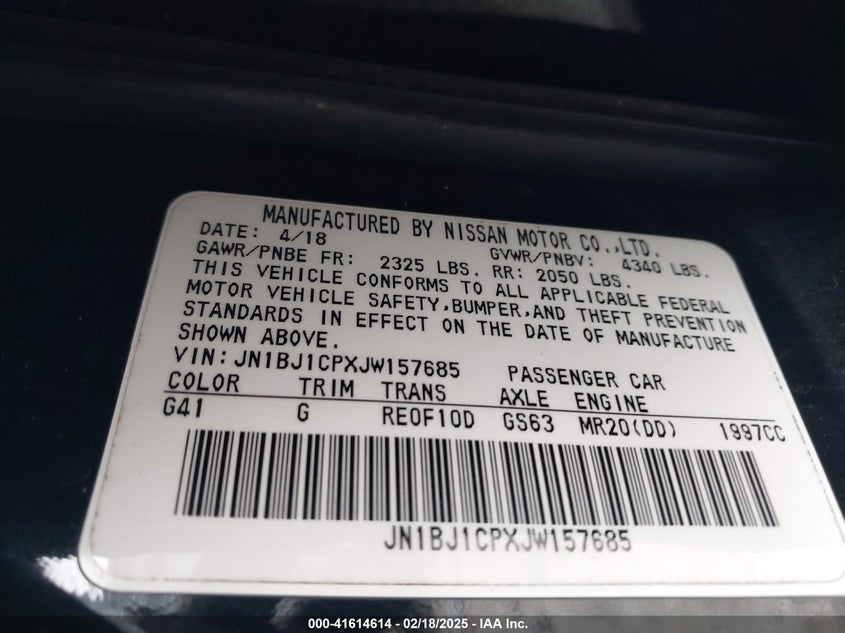 MANUFACTURED BY NISSAN MOTOR CO.,LTD.
DATE: 4/18 GVWR/PNBV: 4340 LBS.
GAWR/PNBE FR: 2325 LBS. RR: 2050 LBS.
THIS VEHICLE CONFORMS TO ALL APPLICABLE FEDERAL
MOTOR VEHICLE SAFETY,BUMPER,AND THEFT PREVENTION
STANDARDS IN EFFECT ON THE DATE OF MANUFACTURE
SHOWN ABOVE.
VIN:JN1BJ1CPXJW157685 PASSENGER CAR
COLOR TRIM TRANS AXLE ENGINE
G41 G RE0F10D GS63 MR20(DD) 1997CC
JN1BJ1CPXJW157685
000-41614614 - 02/18/2025 - IAA Inc.